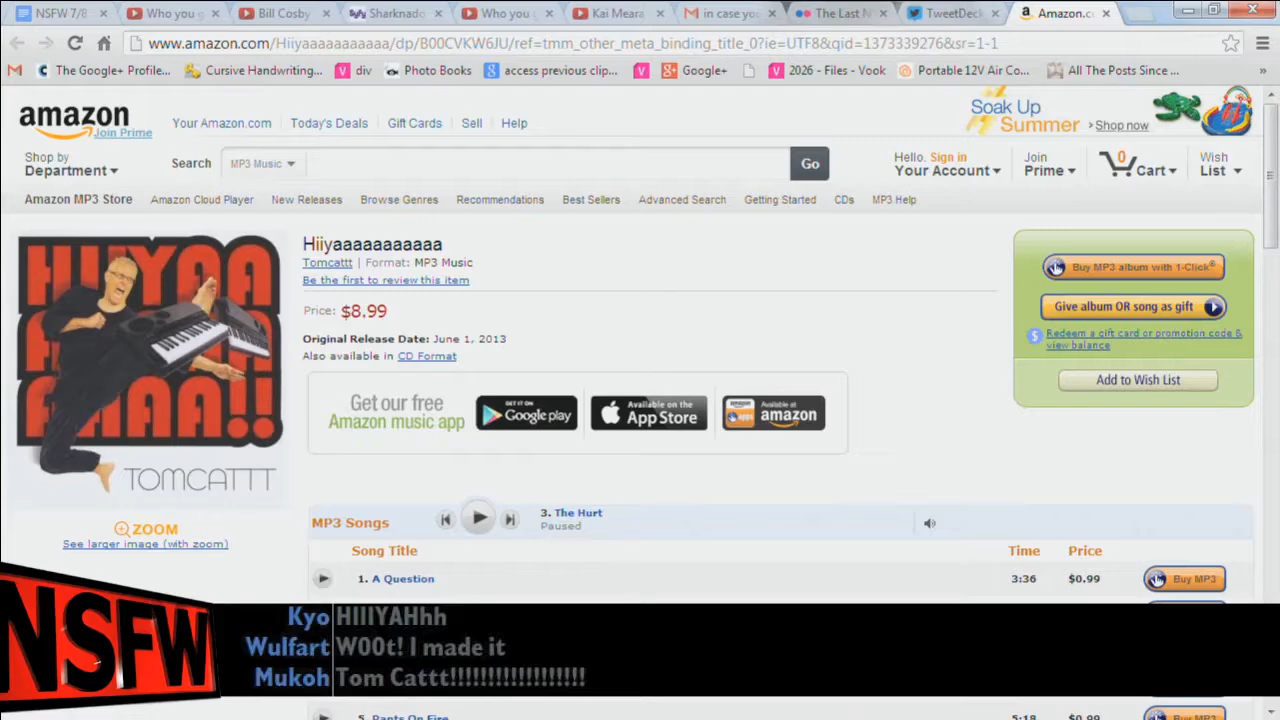 NSFW 7/8
Who you
Bill Cosby
Sharknado
Who you
Kai Meara
in case you
The Last
TweetDeck
Amazon.c
www.amazon.com/Hiiyaaaaaaaaaaa/dp/B00CVKW6JU/ref=tmm_other_meta_binding_title_0?ie=UTF8&qid=1373339276&sr=1-1
The Google+ Profile...
Cursive Handwriting...
div
Photo Books
access previous clip...
Google+
2026 - Files - Vook
Portable 12V Air Co...
All The Posts Since ...
amazon
Join Prime
Your Amazon.com
Today's Deals
Gift Cards
Sell
Help
Soak Up
Summer
Shop now
Shop by
Department
Search
MP3 Music
Go
Hello. Sign in
Your Account
Join
Prime
0
Cart
Wish
List
Amazon MP3 Store
Amazon Cloud Player
New Releases
Browse Genres
Recommendations
Best Sellers
Advanced Search
Getting Started
CDs
MP3 Help
HIIYAA
AAAAA
AAAA!!
TOMCATTT
ZOOM
See larger image (with zoom)
Hiiyaaaaaaaaaaa
Tomcattt | Format: MP3 Music
Be the first to review this item
Price: $8.99
Original Release Date: June 1, 2013
Also available in CD Format
Get our free
Amazon music app
GET IT ON
Google play
Available on the
App Store
Available at
amazon
Buy MP3 album with 1-Click®
Give album OR song as gift
Redeem a gift card or promotion code &
view balance
Add to Wish List
MP3 Songs
3. The Hurt
Paused
Song Title
Time
Price
1. A Question
3:36
$0.99
Buy MP3
NSFW
Kyo HIIIYAHhh
Wulfart W00t! I made it
Mukoh Tom Cattt!!!!!!!!!!!!!!!!!!
5. Pants On Fire
5:18
$0.99
Buy MP3